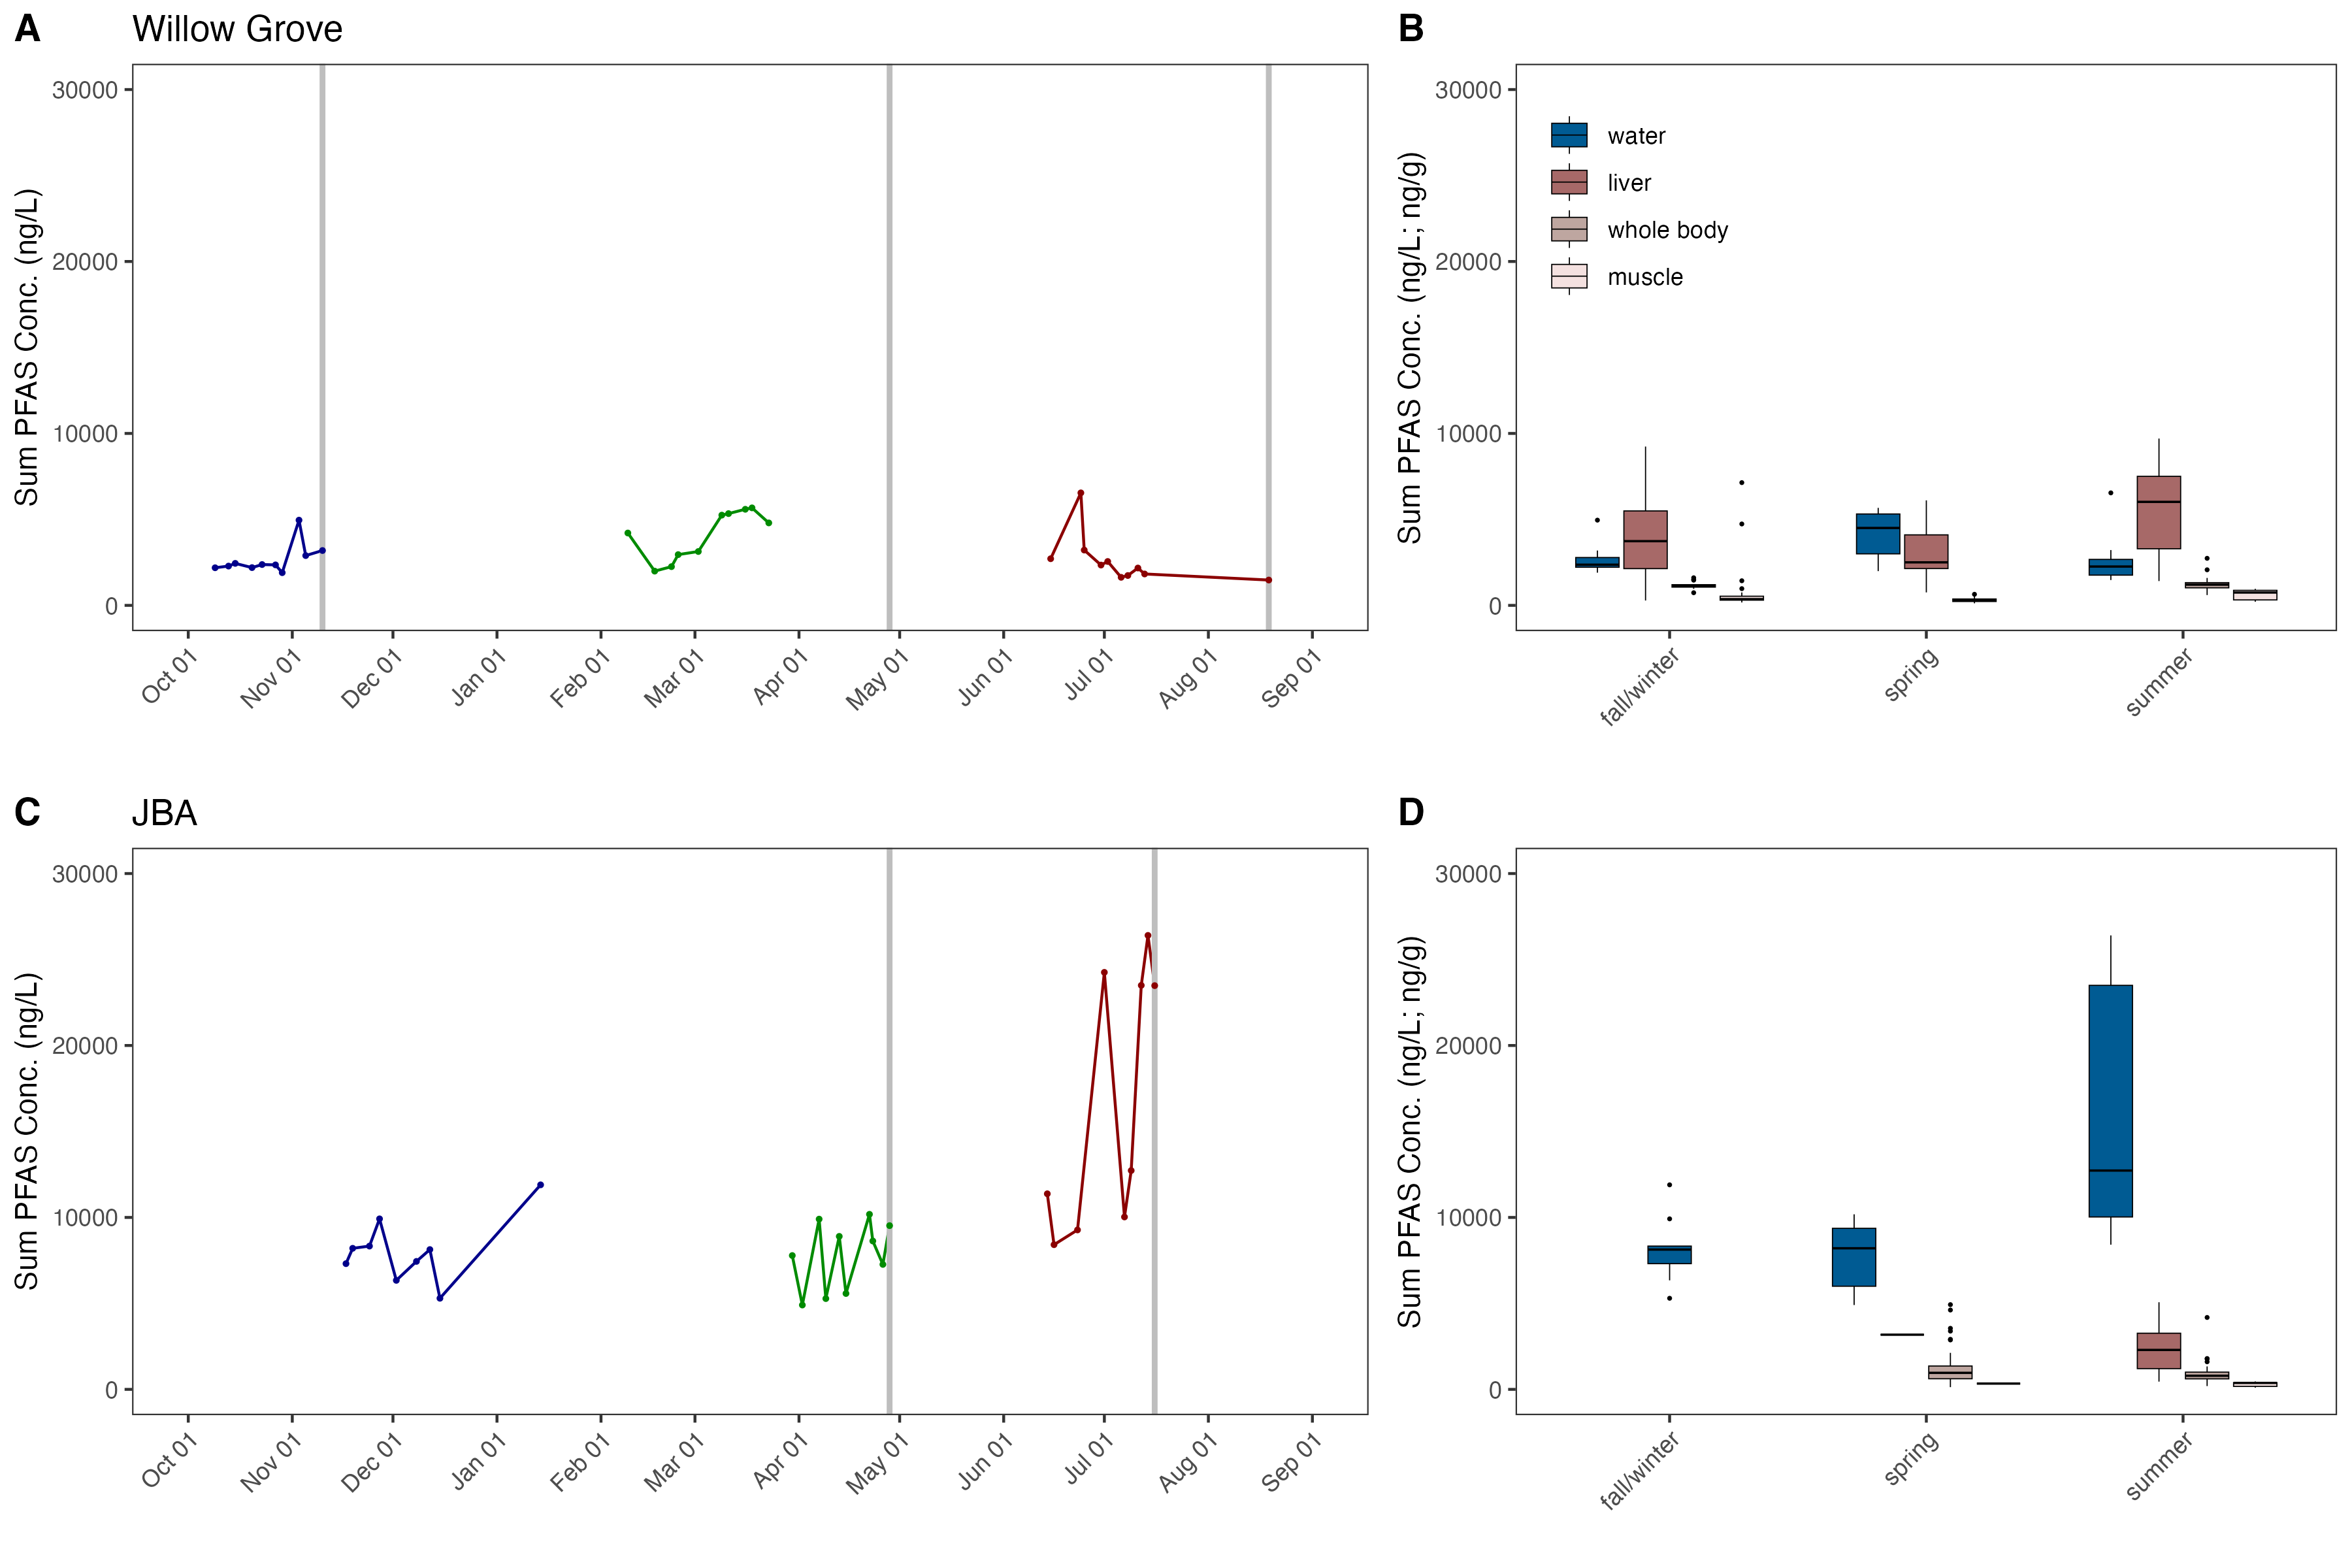 A Willow Grove
Sum PFAS Conc. (ng/L)
30000
20000
10000
0
Oct 01
Nov 01
Dec 01
Jan 01
Feb 01
Mar 01
Apr 01
May 01
Jun 01
Jul 01
Aug 01
Sep 01
B
Sum PFAS Conc. (ng/L; ng/g)
30000
20000
10000
0
water
liver
whole body
muscle
fall/winter
spring
summer
C JBA
Sum PFAS Conc. (ng/L)
30000
20000
10000
0
Oct 01
Nov 01
Dec 01
Jan 01
Feb 01
Mar 01
Apr 01
May 01
Jun 01
Jul 01
Aug 01
Sep 01
D
Sum PFAS Conc. (ng/L; ng/g)
30000
20000
10000
0
fall/winter
spring
summer